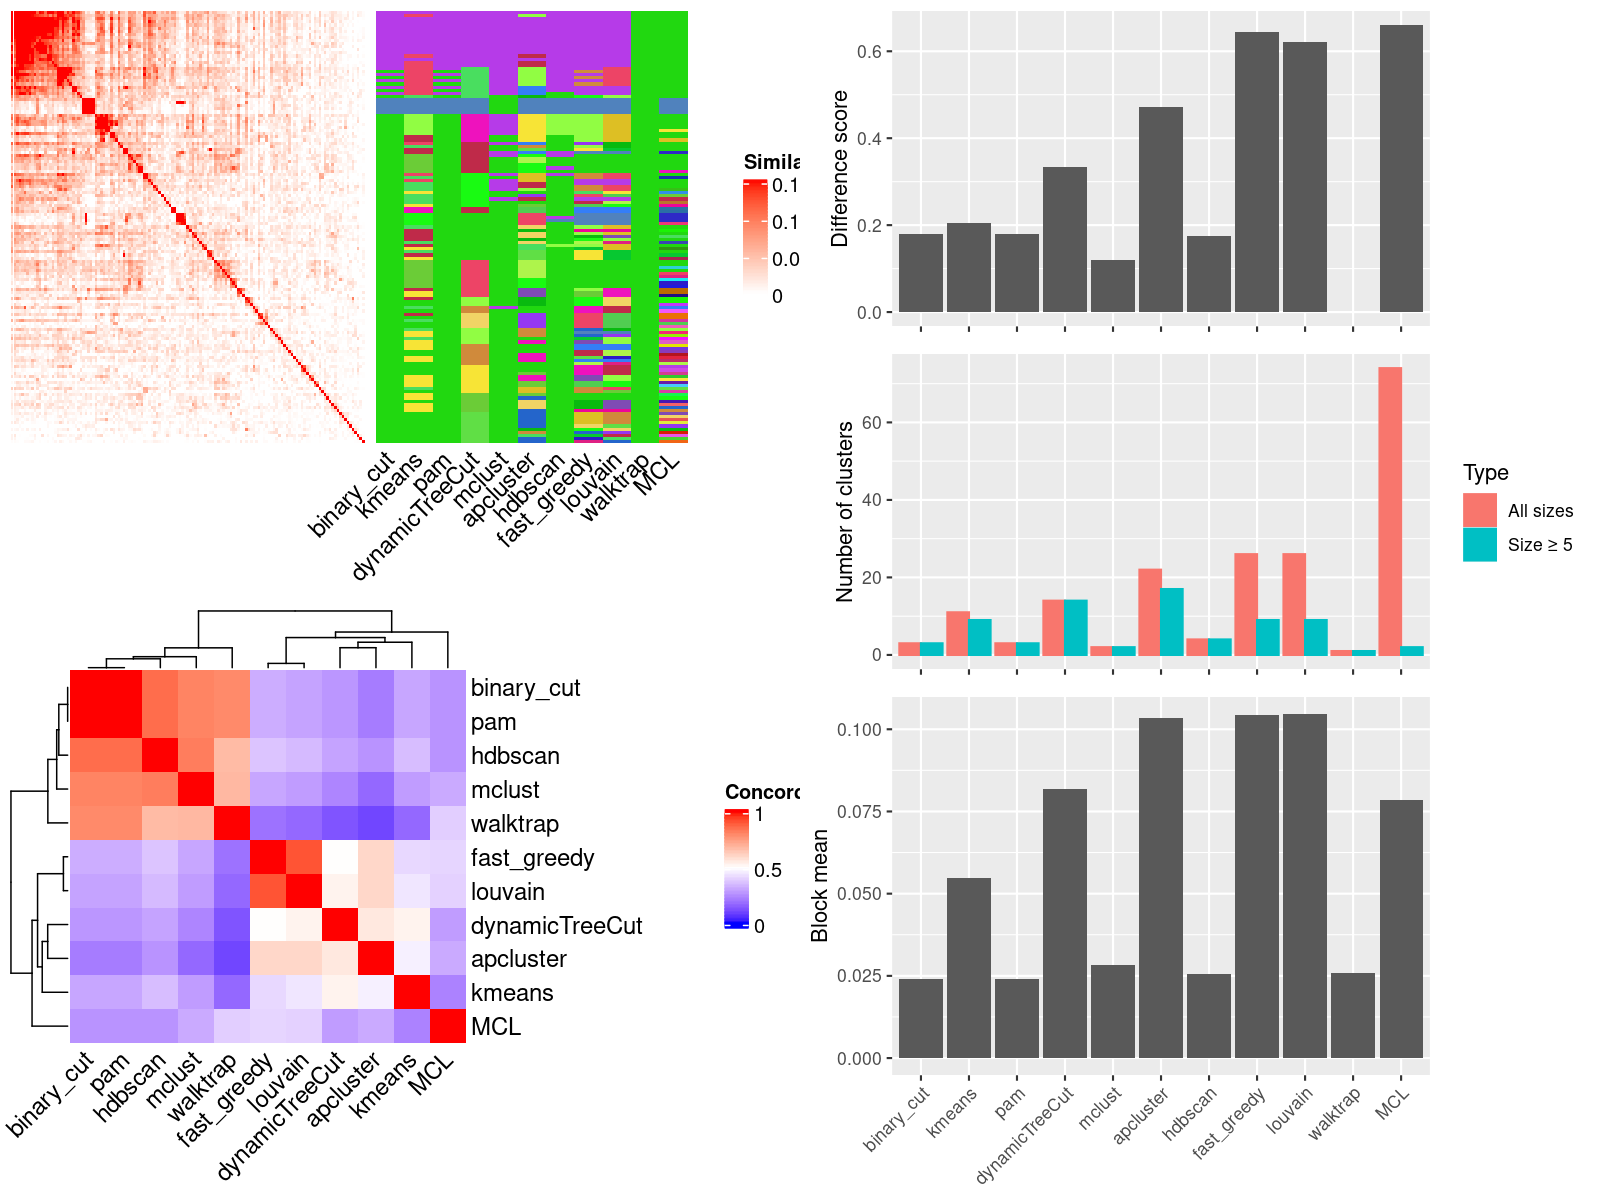 Simila
0.1
0.1
0.0
0
binary_cut
kmeans
pam
dynamicTreeCut
mclust
apcluster
hdbscan
fast_greedy
louvain
walktrap
MCL
binary_cut
pam
hdbscan
mclust
walktrap
fast_greedy
louvain
dynamicTreeCut
apcluster
kmeans
MCL
Concord
1
0.5
0
binary_cut
pam
hdbscan
mclust
walktrap
fast_greedy
louvain
dynamicTreeCut
apcluster
kmeans
MCL
Difference score
0.6
0.4
0.2
0.0
Number of clusters
60
40
20
0
Type
All sizes
Size ≥ 5
Block mean
0.100
0.075
0.050
0.025
0.000
binary_cut
kmeans
pam
dynamicTreeCut
mclust
apcluster
hdbscan
fast_greedy
louvain
walktrap
MCL